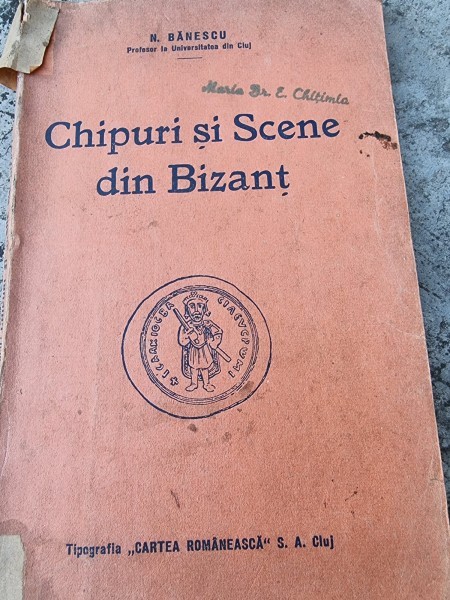 N. BĂNESCU
Profesor la Universitatea din Cluj
Maria Dr. E. Chițimia
Chipuri și Scene
din Bizanț
Tipografia „CARTEA ROMÂNEASCĂ“ S. A. Cluj